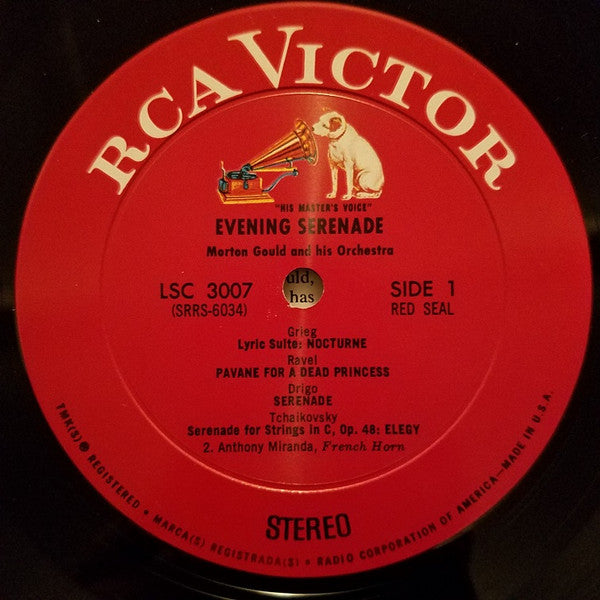 RCA VICTOR
"HIS MASTER'S VOICE"
EVENING SERENADE
Morton Gould and his Orchestra
uld,
has
LSC 3007
(SRRS-6034)
SIDE 1
RED SEAL
Grieg
Lyric Suite: NOCTURNE
Ravel
PAVANE FOR A DEAD PRINCESS
Drigo
SERENADE
Tchaikovsky
Serenade for Strings in C, Op. 48: ELEGY
2. Anthony Miranda, French Horn
STEREO
TMK(S) ® REGISTERED • MARCA(S) REGISTRADA(S) • RADIO CORPORATION OF AMERICA—MADE IN U.S.A.